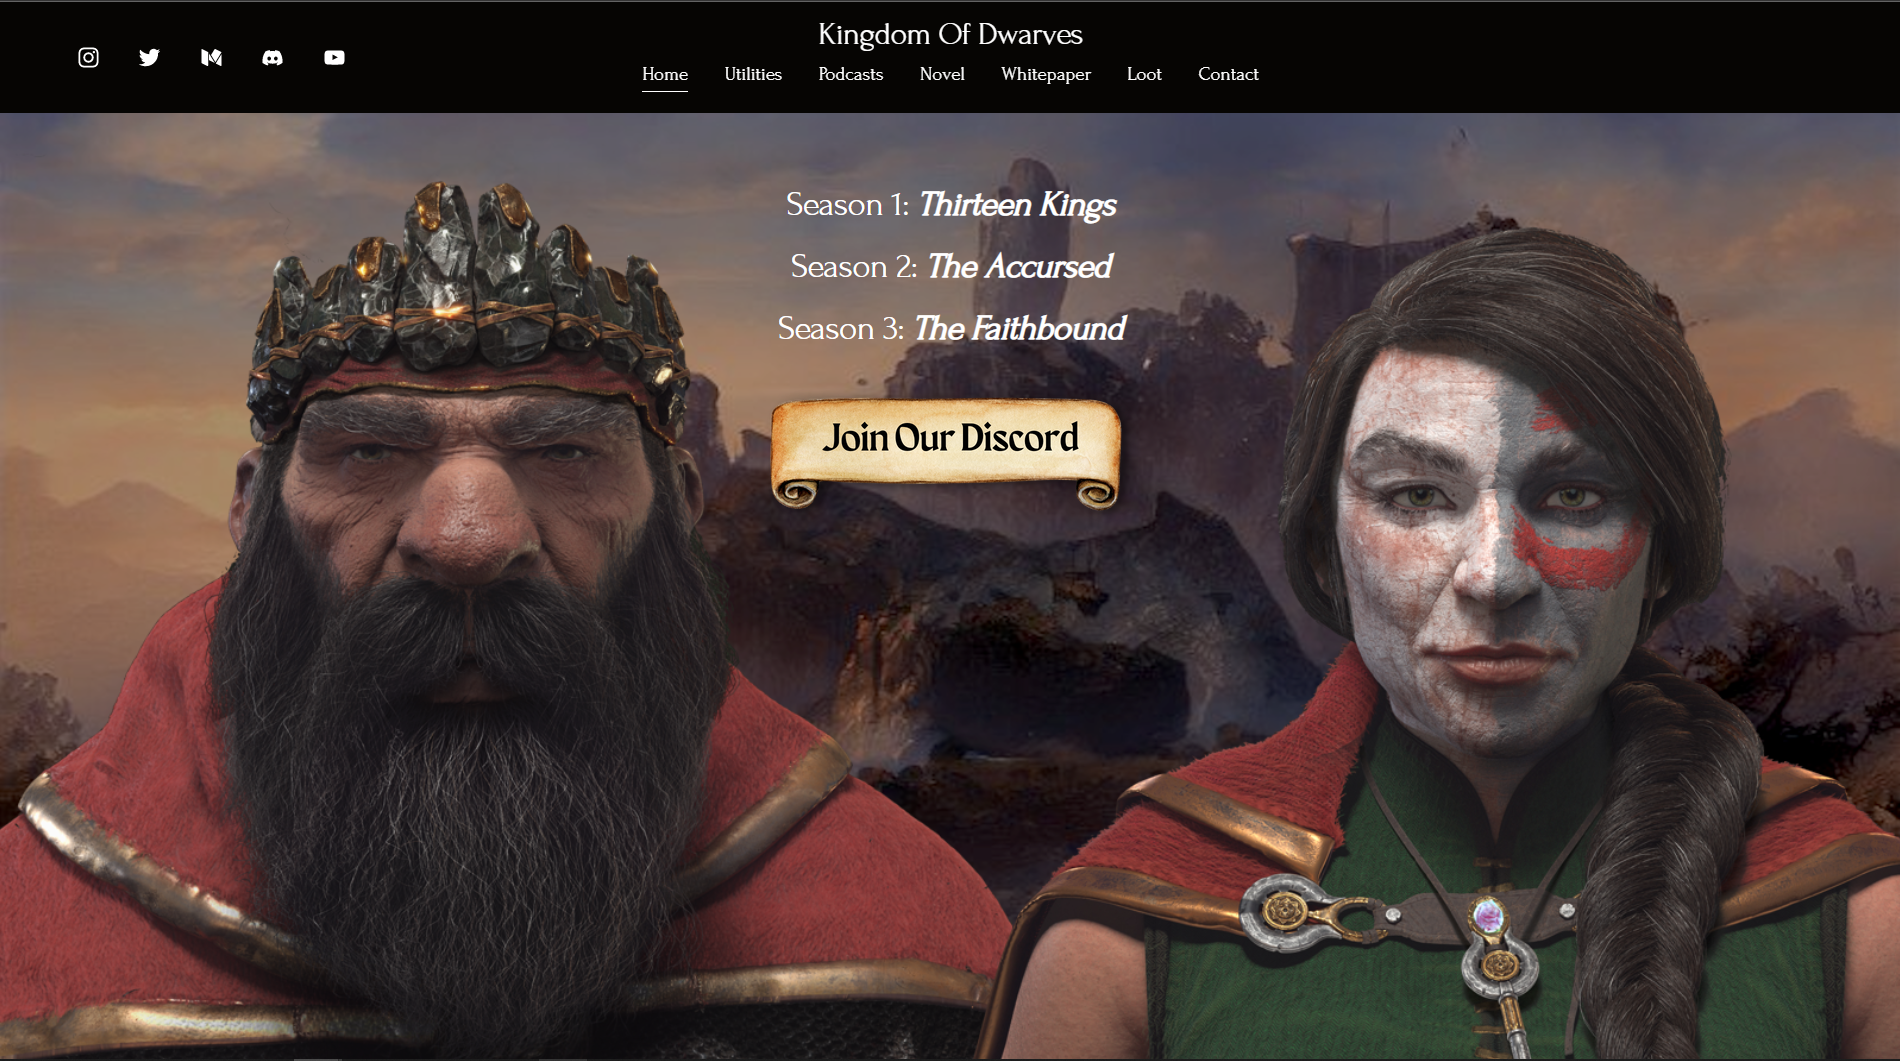 Kingdom Of Dwarves
Home Utilities Podcasts Novel Whitepaper Loot Contact
Season 1: Thirteen Kings
Season 2: The Accursed
Season 3: The Faithbound
Join Our Discord